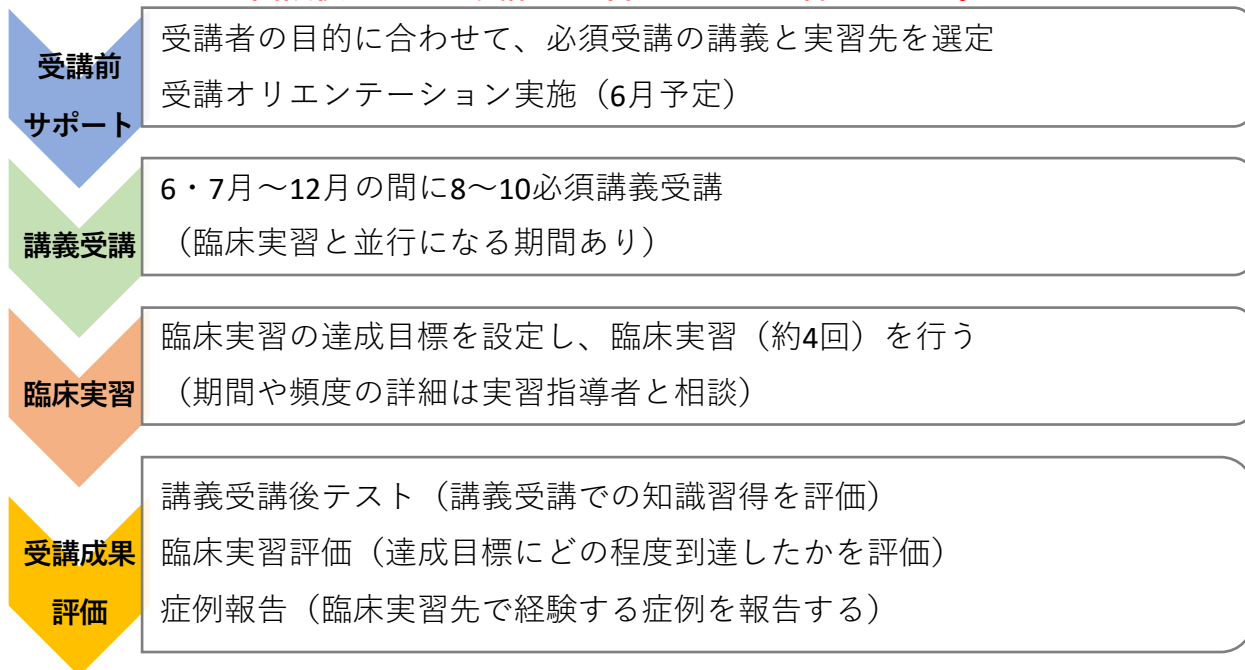 受講前
サポート
受講者の目的に合わせて、必須受講の講義と実習先を選定
受講オリエンテーション実施（6月予定）
講義受講
6・7月～12月の間に8～10必須講義受講
（臨床実習と並行になる期間あり）
臨床実習
臨床実習の達成目標を設定し、臨床実習（約4回）を行う
（期間や頻度の詳細は実習指導者と相談）
受講成果
評価
講義受講後テスト（講義受講での知識習得を評価）
臨床実習評価（達成目標にどの程度到達したかを評価）
症例報告（臨床実習先で経験する症例を報告する）